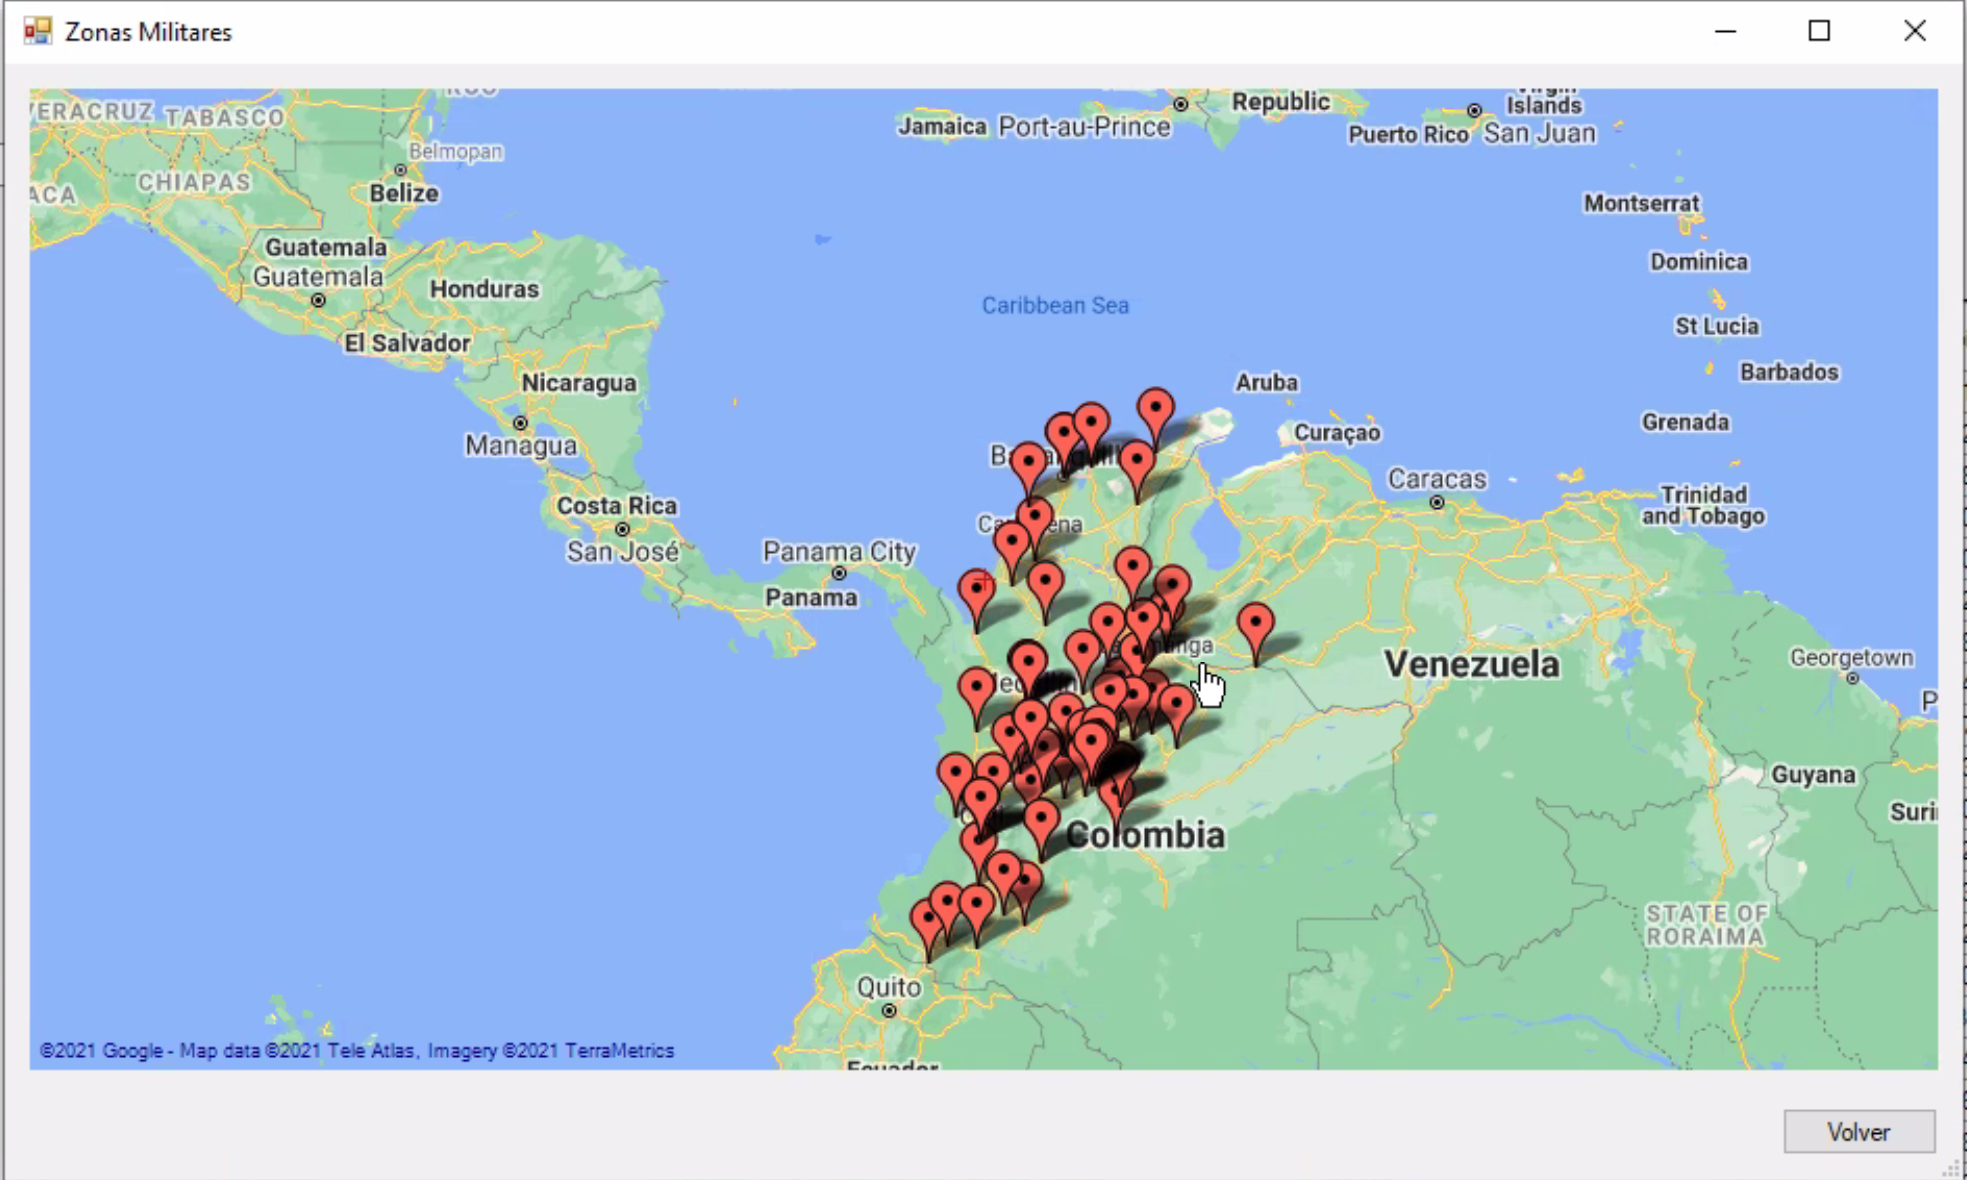 Zonas Militares
VERACRUZ
TABASCO
Republic
Virgin
Islands
Jamaica
Port-au-Prince
Puerto Rico
San Juan
Belmopan
CHIAPAS
ACA
Belize
Montserrat
Guatemala
Guatemala
Dominica
Honduras
Caribbean Sea
St Lucia
El Salvador
Barbados
Nicaragua
Aruba
Grenada
Managua
Curaçao
Caracas
Trinidad
and Tobago
Costa Rica
San José
Panama City
Panama
Georgetown
Venezuela
P
Guyana
Suri
Colombia
STATE OF
RORAIMA
Quito
Ecuador
©2021 Google - Map data ©2021 Tele Atlas, Imagery ©2021 TerraMetrics
Volver